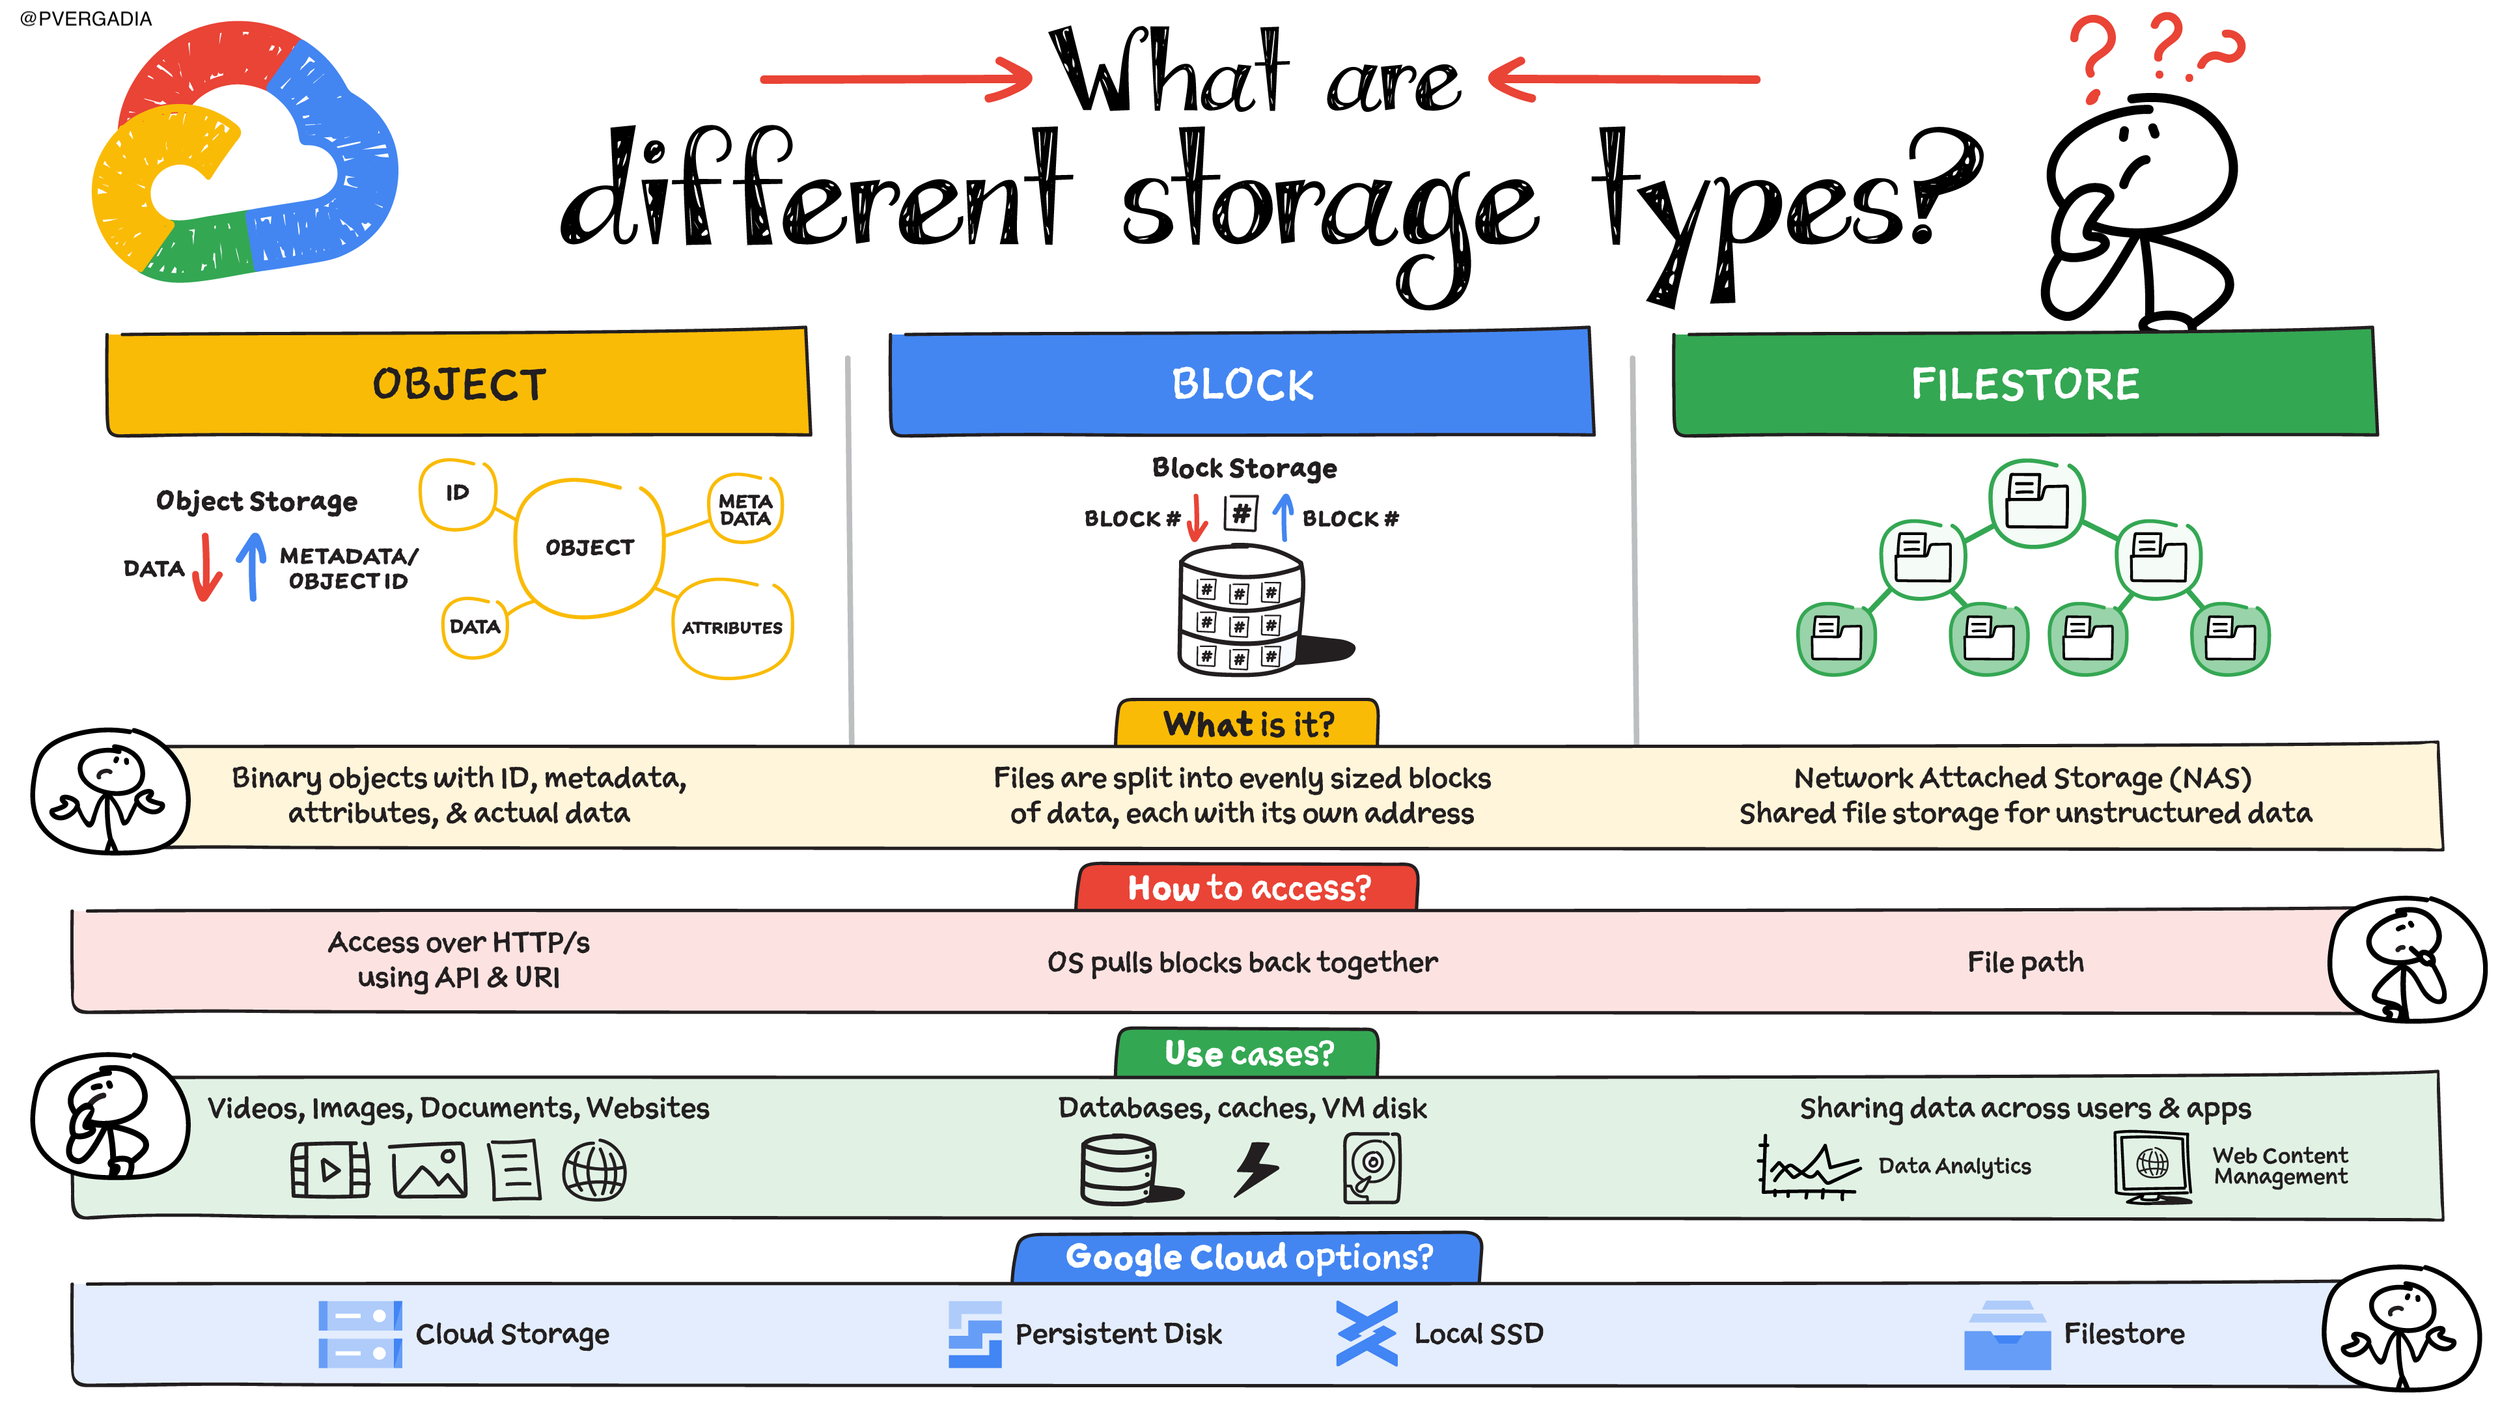 @PVERGADIA
What are
different storage types?
OBJECT
BLOCK
FILESTORE
Object Storage
DATA
METADATA/
OBJECT ID
ID
OBJECT
META
DATA
DATA
ATTRIBUTES
Block Storage
BLOCK #
#
BLOCK #
# # #
# # #
# # #
What is it?
Binary objects with ID, metadata,
attributes, & actual data
Files are split into evenly sized blocks
of data, each with its own address
Network Attached Storage (NAS)
Shared file storage for unstructured data
How to access?
Access over HTTP/s
using API & URI
OS pulls blocks back together
File path
Use cases?
Videos, Images, Documents, Websites
Databases, caches, VM disk
Sharing data across users & apps
Data Analytics
Web Content
Management
Google Cloud options?
Cloud Storage
Persistent Disk
Local SSD
Filestore